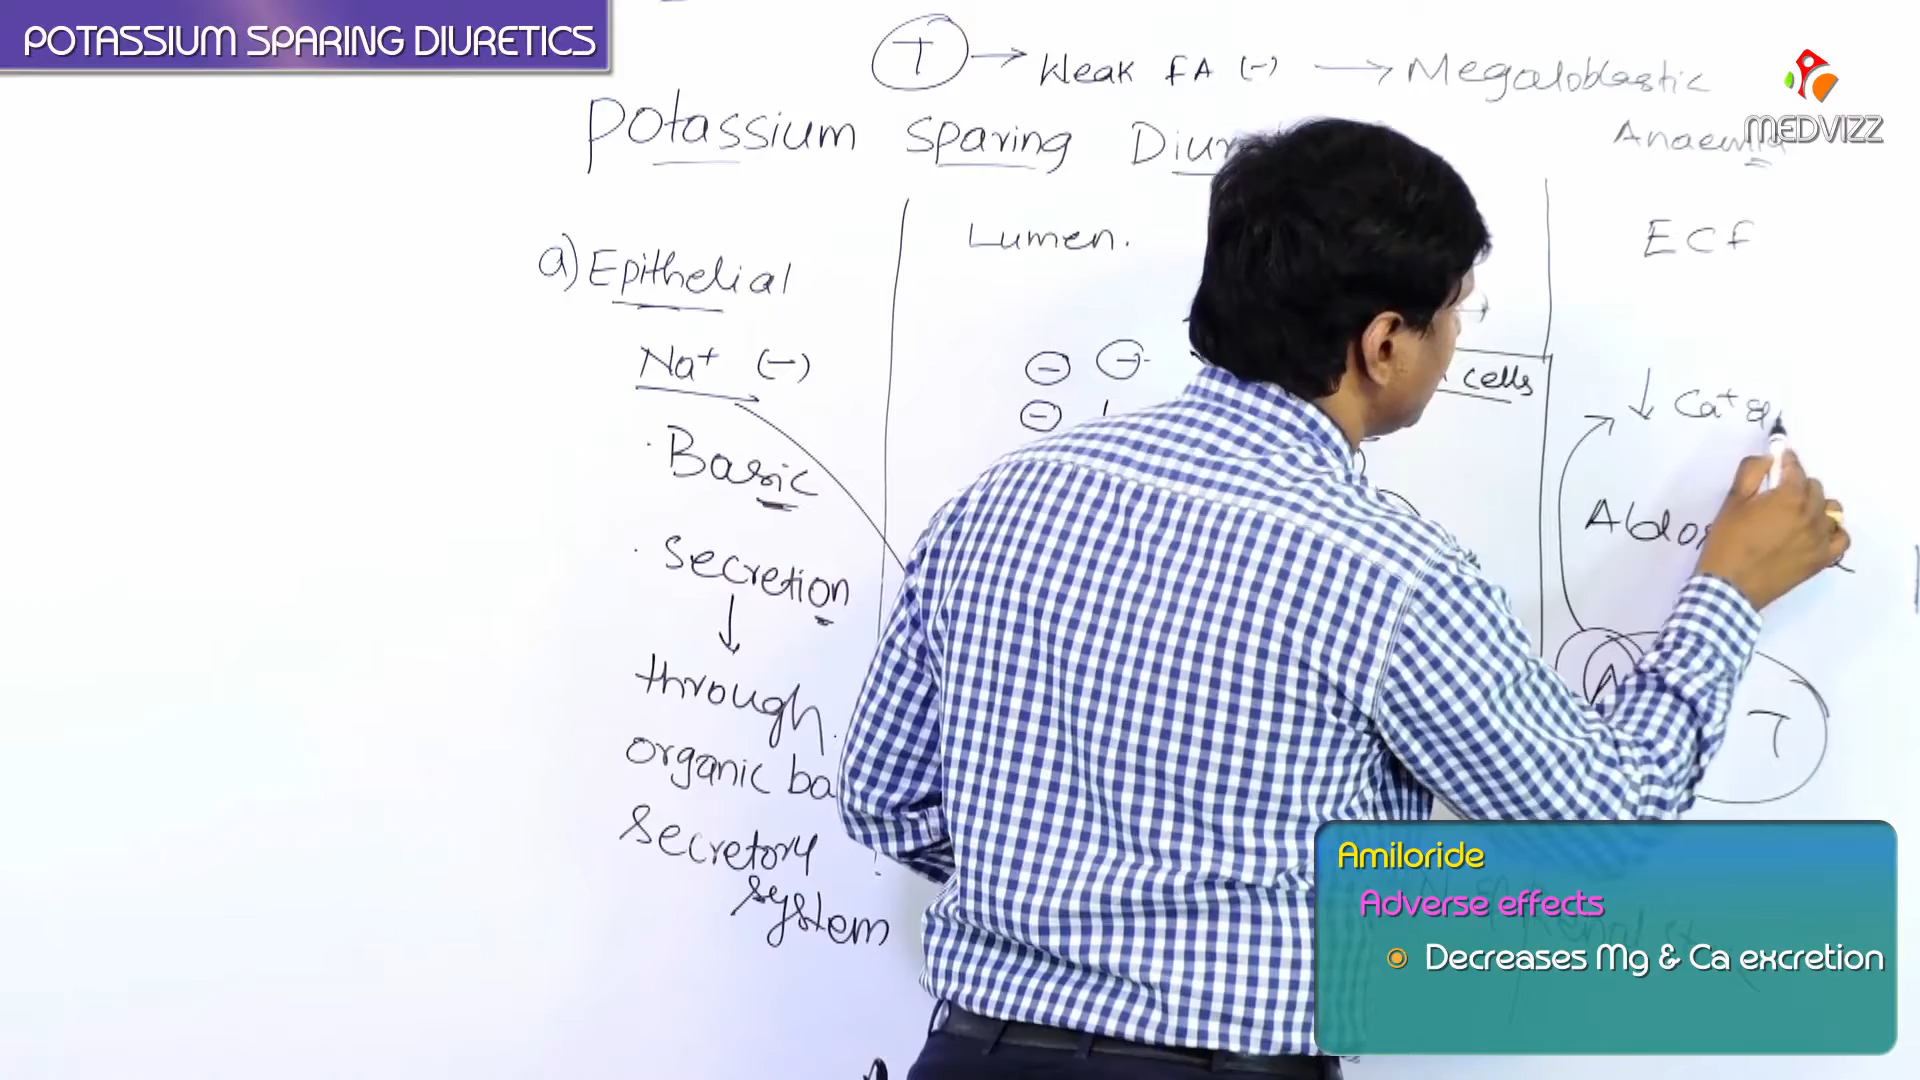 POTASSIUM SPARING DIURETICS
T → Weak FA (-) → Megaloblastic
Anaemia
MEDVIZZ
Potassium Sparing
Lumen.
ECF
a) Epithelial
Na+ (-)
cells
↓ Ca+
Basic
Secretion
↓
through
organic
Secretory
system
T
Amiloride
Adverse effects
Decreases Mg & Ca excretion